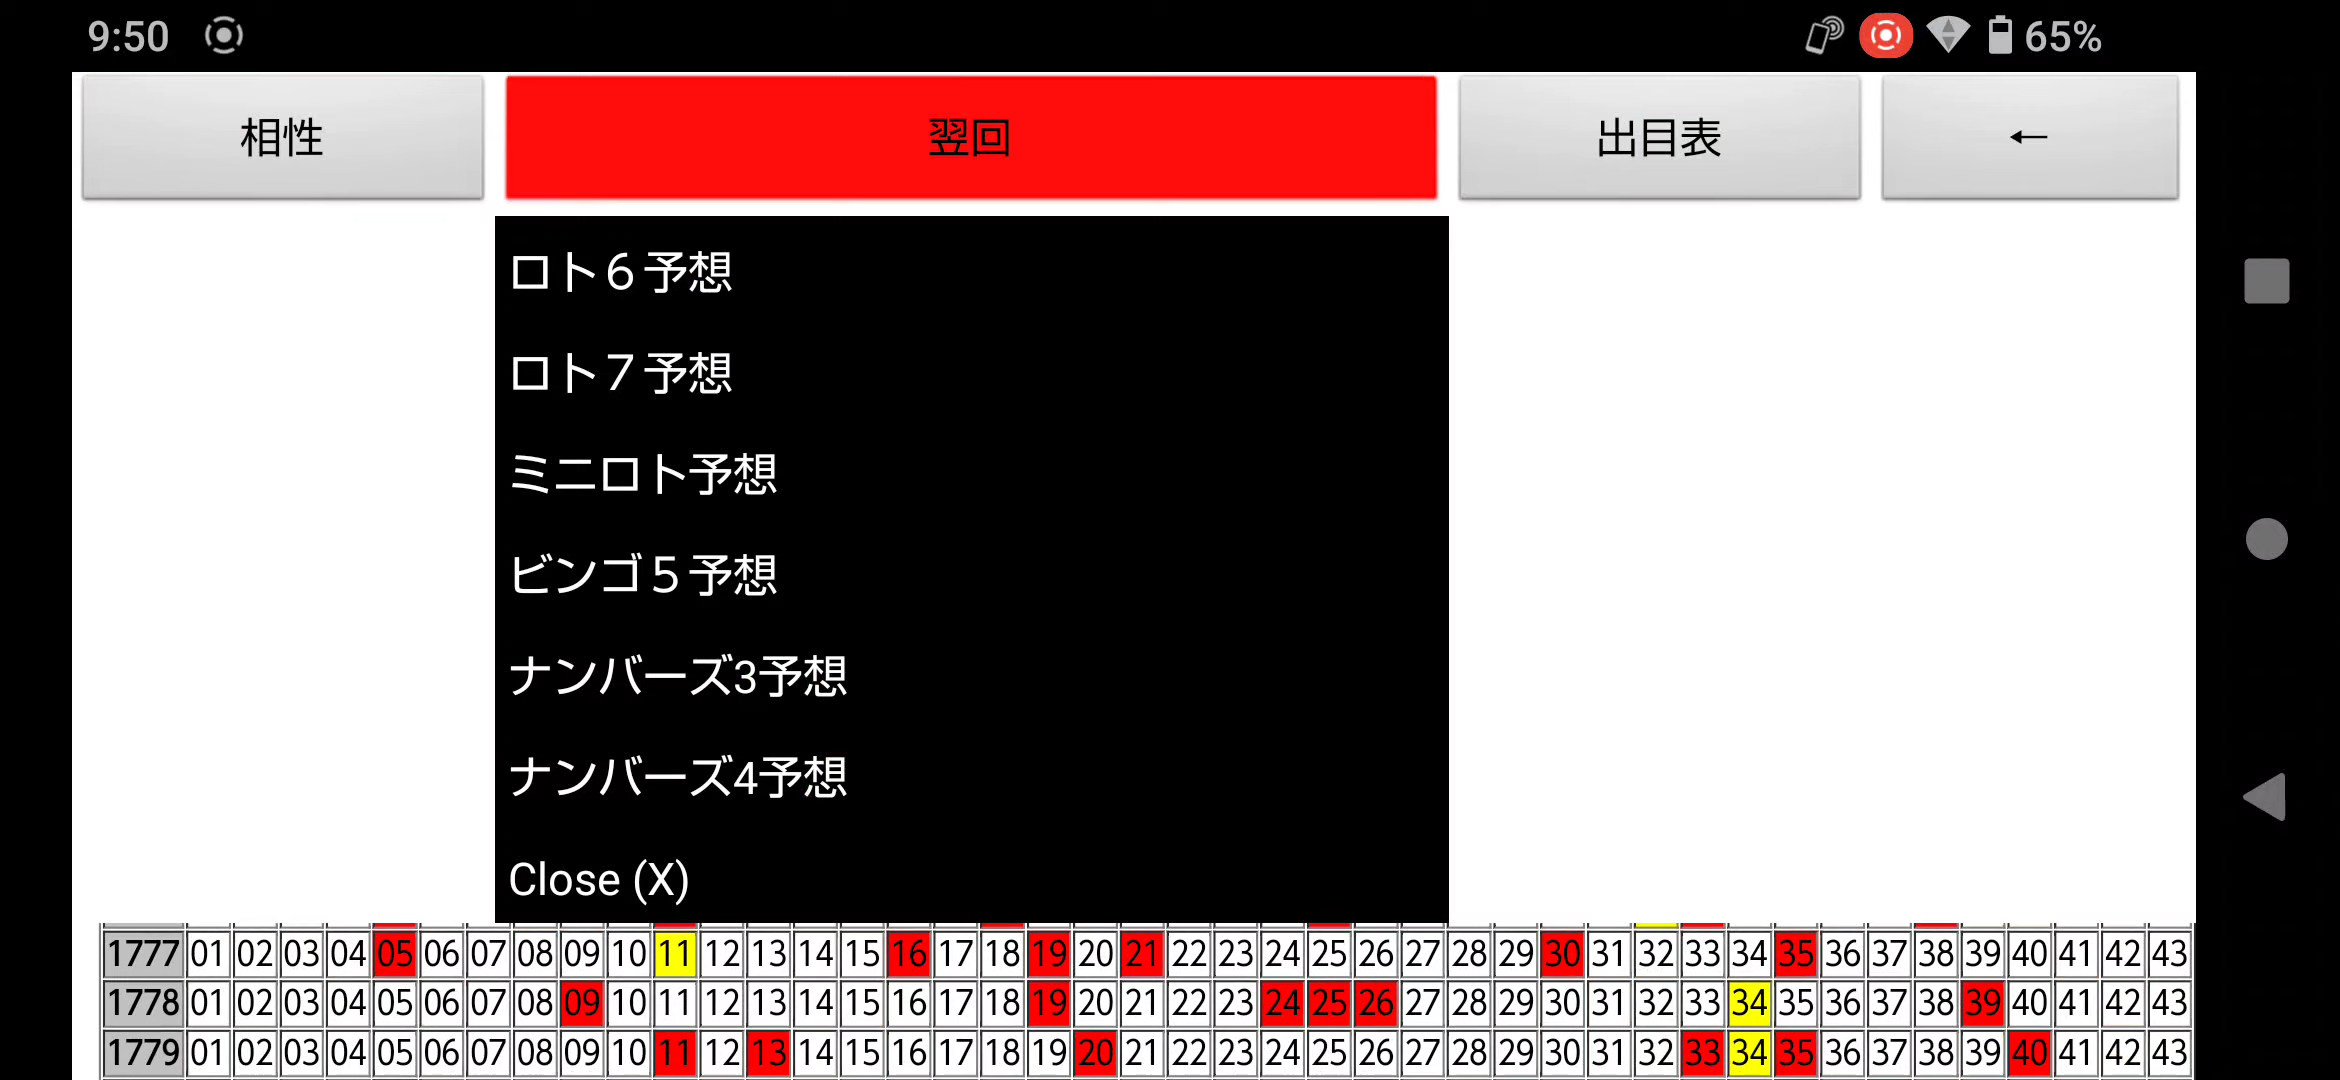 9:50 65%
相性 翌回 出目表 ←
ロト６予想
ロト７予想
ミニロト予想
ビンゴ５予想
ナンバーズ3予想
ナンバーズ4予想
Close (X)
1777 01 02 03 04 05 06 07 08 09 10 11 12 13 14 15 16 17 18 19 20 21 22 23 24 25 26 27 28 29 30 31 32 33 34 35 36 37 38 39 40 41 42 43
1778 01 02 03 04 05 06 07 08 09 10 11 12 13 14 15 16 17 18 19 20 21 22 23 24 25 26 27 28 29 30 31 32 33 34 35 36 37 38 39 40 41 42 43
1779 01 02 03 04 05 06 07 08 09 10 11 12 13 14 15 16 17 18 19 20 21 22 23 24 25 26 27 28 29 30 31 32 33 34 35 36 37 38 39 40 41 42 43